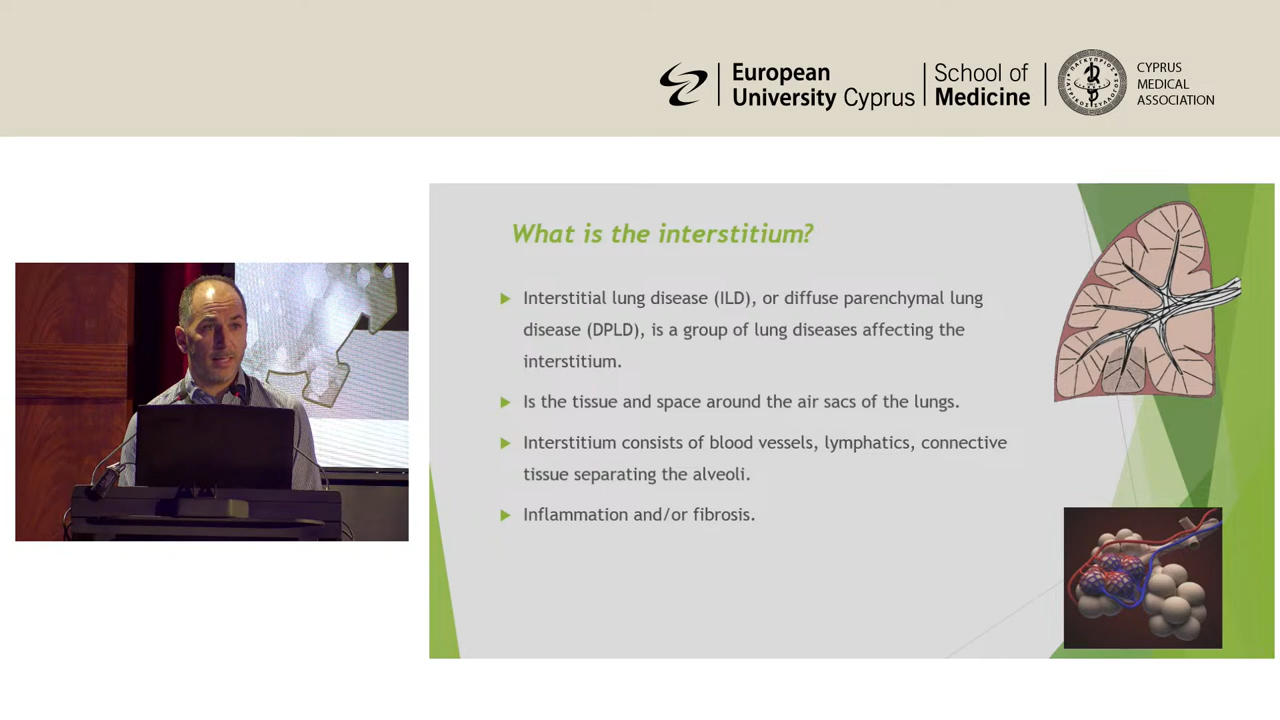 European
University Cyprus
School of
Medicine
CYPRUS
MEDICAL
ASSOCIATION
What is the interstitium?
Interstitial lung disease (ILD), or diffuse parenchymal lung
disease (DPLD), is a group of lung diseases affecting the
interstitium.
Is the tissue and space around the air sacs of the lungs.
Interstitium consists of blood vessels, lymphatics, connective
tissue separating the alveoli.
Inflammation and/or fibrosis.